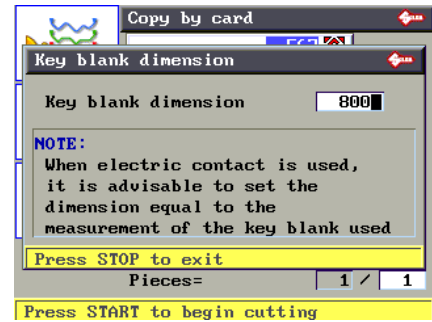 Copy by card
Key blank dimension
Key blank dimension 800
NOTE:
When electric contact is used,
it is advisable to set the
dimension equal to the
measurement of the key blank used
Press STOP to exit
Pieces= 1 / 1
Press START to begin cutting